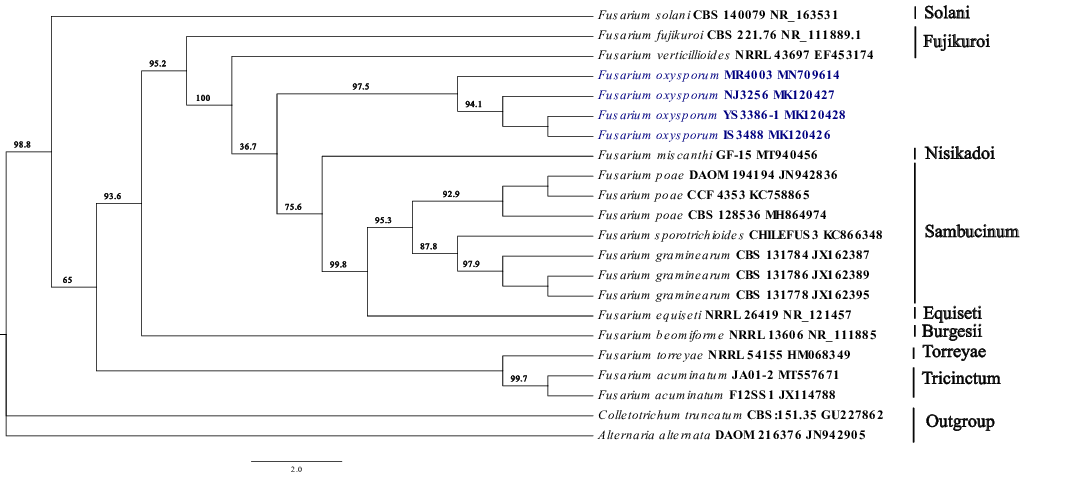 Fusarium solani CBS 140079 NR_163531
Solani
Fusarium fujikuroi CBS 221.76 NR_111889.1
Fujikuroi
Fusarium verticillioides NRRL 43697 EF453174
95.2
Fusarium oxysporum MR4003 MN709614
97.5
Fusarium oxysporum NJ3256 MK120427
100
94.1
Fusarium oxysporum YS3386-1 MK120428
Fusarium oxysporum IS3488 MK120426
98.8
36.7
Fusarium miscanthi GF-15 MT940456
Nisikadoi
Fusarium poae DAOM 194194 JN942836
93.6
92.9
Fusarium poae CCF 4353 KC758865
75.6
Fusarium poae CBS 128536 MH864974
95.3
Fusarium sporotrichioides CHILEFUS3 KC866348
Sambucinum
87.8
Fusarium graminearum CBS 131784 JX162387
99.8
97.9
Fusarium graminearum CBS 131786 JX162389
65
Fusarium graminearum CBS 131778 JX162395
Fusarium equiseti NRRL 26419 NR_121457
Equiseti
Fusarium beomiforme NRRL 13606 NR_111885
Burgesii
Fusarium torreyae NRRL 54155 HM068349
Torreyae
99.7
Fusarium acuminatum JA01-2 MT557671
Tricinctum
Fusarium acuminatum F12SS1 JX114788
Colletotrichum truncatum CBS:151.35 GU227862
Outgroup
Alternaria alternata DAOM 216376 JN942905
2.0